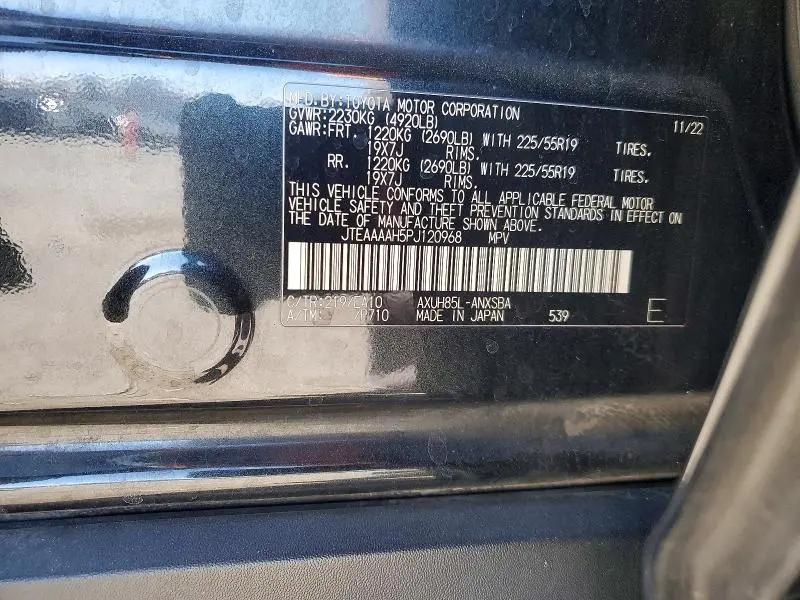 MFD.BY:TOYOTA MOTOR CORPORATION 11/22
GVWR:2230KG (4920LB)
GAWR:FRT. 1220KG (2690LB) WITH 225/55R19 TIRES.
19X7J RIMS.
RR. 1220KG (2690LB) WITH 225/55R19 TIRES.
19X7J RIMS.
THIS VEHICLE CONFORMS TO ALL APPLICABLE FEDERAL MOTOR
VEHICLE SAFETY AND THEFT PREVENTION STANDARDS IN EFFECT ON
THE DATE OF MANUFACTURE SHOWN ABOVE.
JTEAAAAH5PJ120968 MPV
C/TR:2T9/EA10 AXUH85L-ANXSBA
A/TM: /P710 MADE IN JAPAN 539 E